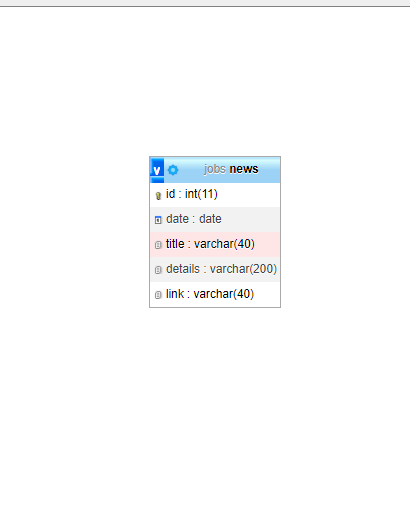 v jobs news
id : int(11)
date : date
title : varchar(40)
details : varchar(200)
link : varchar(40)